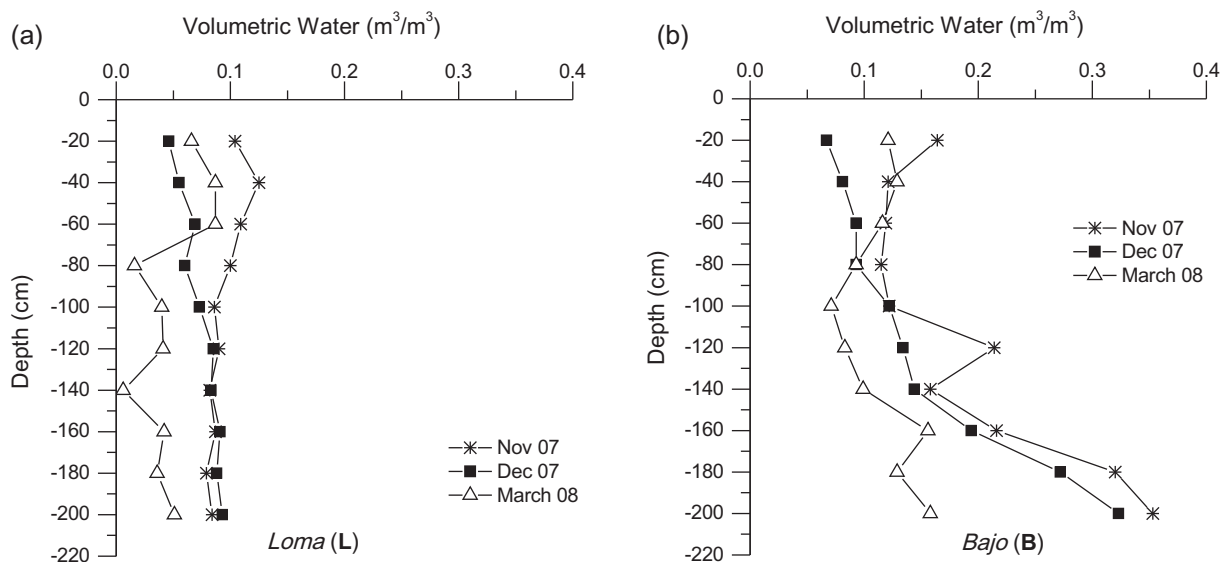 (a)
Volumetric Water (m³/m³)
0.0 0.1 0.2 0.3 0.4
0
-20
-40
-60
-80
-100
-120
-140
-160
-180
-200
-220
Depth (cm)
Nov 07
Dec 07
March 08
Loma (L)
(b)
Volumetric Water (m³/m³)
0.0 0.1 0.2 0.3 0.4
0
-20
-40
-60
-80
-100
-120
-140
-160
-180
-200
-220
Depth (cm)
Nov 07
Dec 07
March 08
Bajo (B)